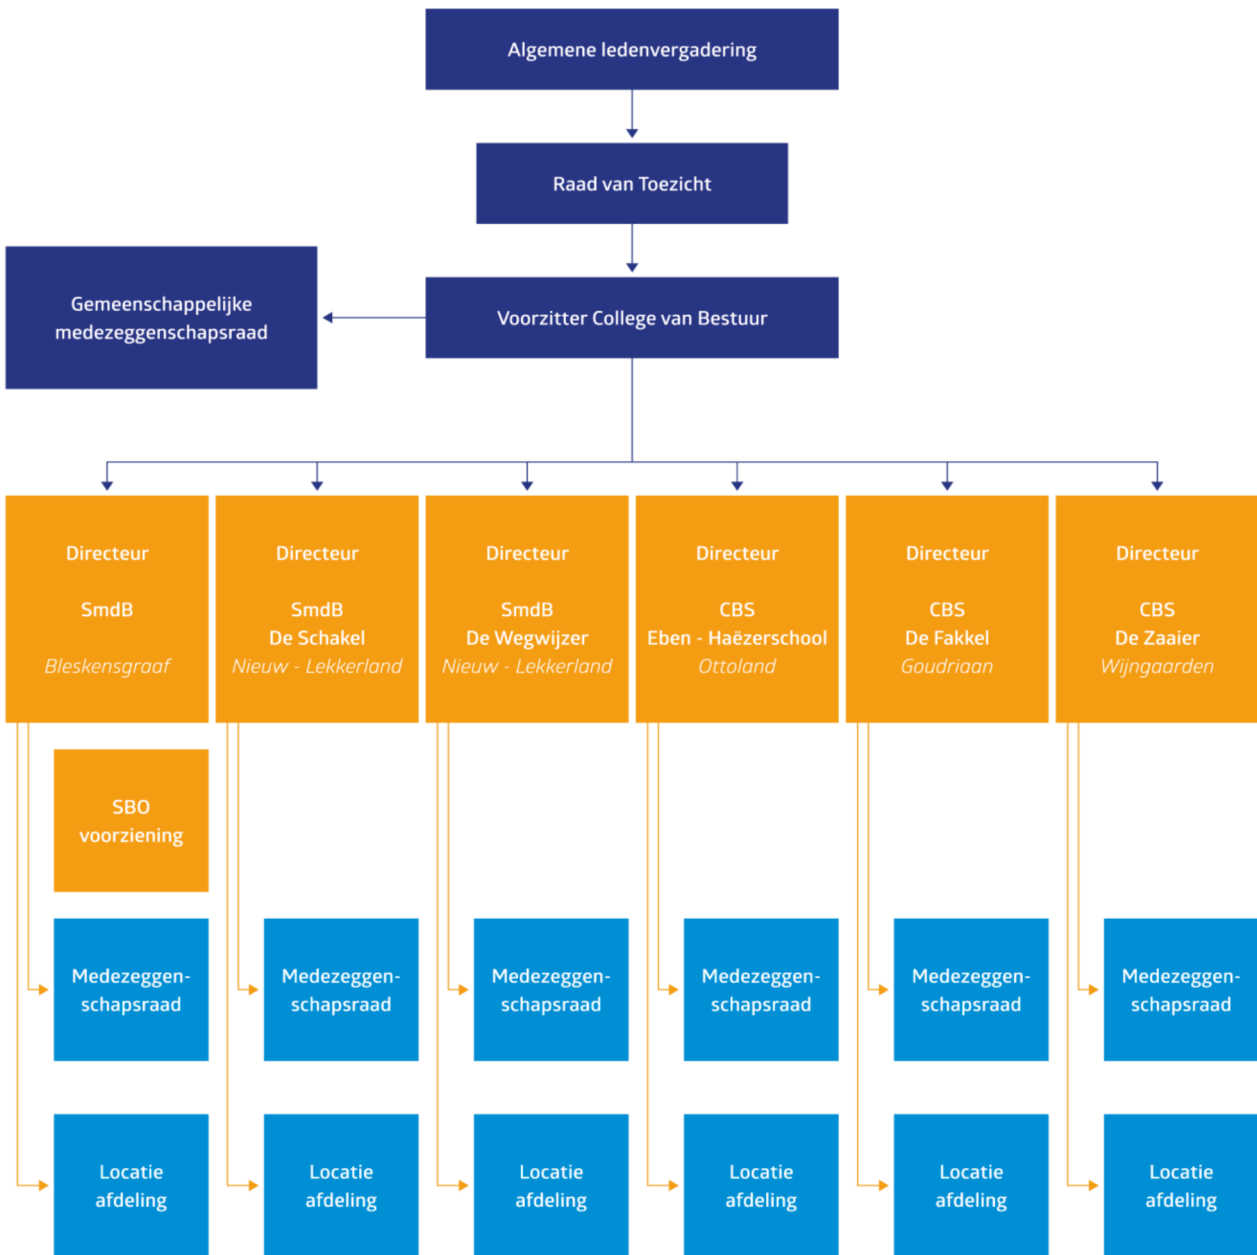 Algemene ledenvergadering
Raad van Toezicht
Gemeenschappelijke
medezeggenschapsraad
Voorzitter College van Bestuur
Directeur
SmdB
Bleskensgraaf
Directeur
SmdB
De Schakel
Nieuw - Lekkerland
Directeur
SmdB
De Wegwijzer
Nieuw - Lekkerland
Directeur
CBS
Eben - Haëzerschool
Ottoland
Directeur
CBS
De Fakkel
Goudriaan
Directeur
CBS
De Zaaier
Wijngaarden
SBO
voorziening
Medezeggen-
schapsraad
Medezeggen-
schapsraad
Medezeggen-
schapsraad
Medezeggen-
schapsraad
Medezeggen-
schapsraad
Medezeggen-
schapsraad
Locatie
afdeling
Locatie
afdeling
Locatie
afdeling
Locatie
afdeling
Locatie
afdeling
Locatie
afdeling